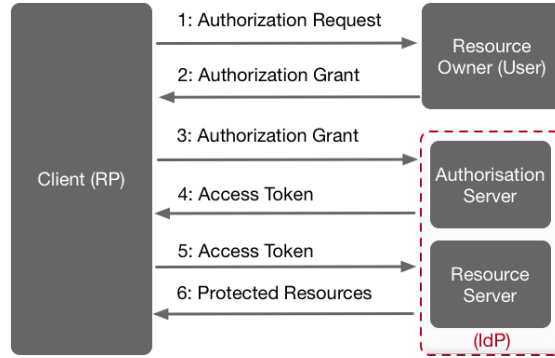 1: Authorization Request
Resource
Owner (User)
2: Authorization Grant
3: Authorization Grant
Client (RP)
Authorisation
Server
4: Access Token
5: Access Token
Resource
Server
6: Protected Resources
(IdP)